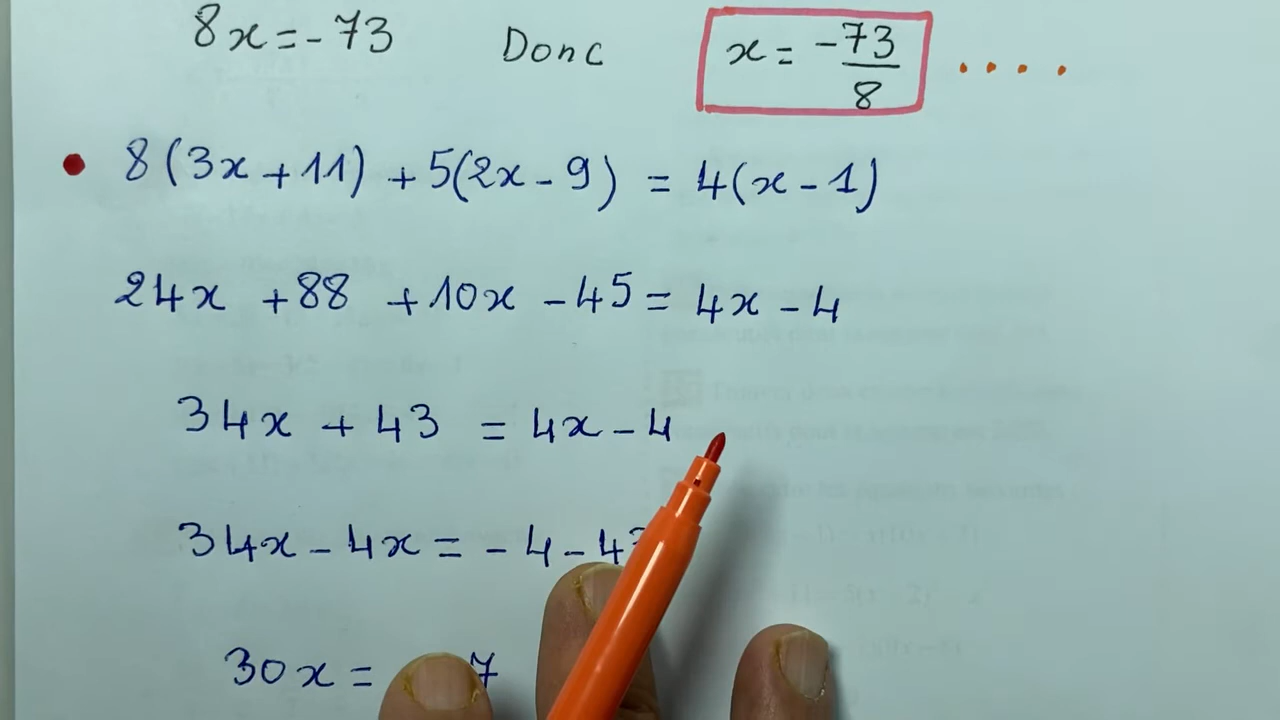 8x = -73 Donc x = -73/8 ....
• 8(3x + 11) + 5(2x - 9) = 4(x - 1)
24x + 88 + 10x - 45 = 4x - 4
34x + 43 = 4x - 4
34x - 4x = - 4 - 4
30x = 7